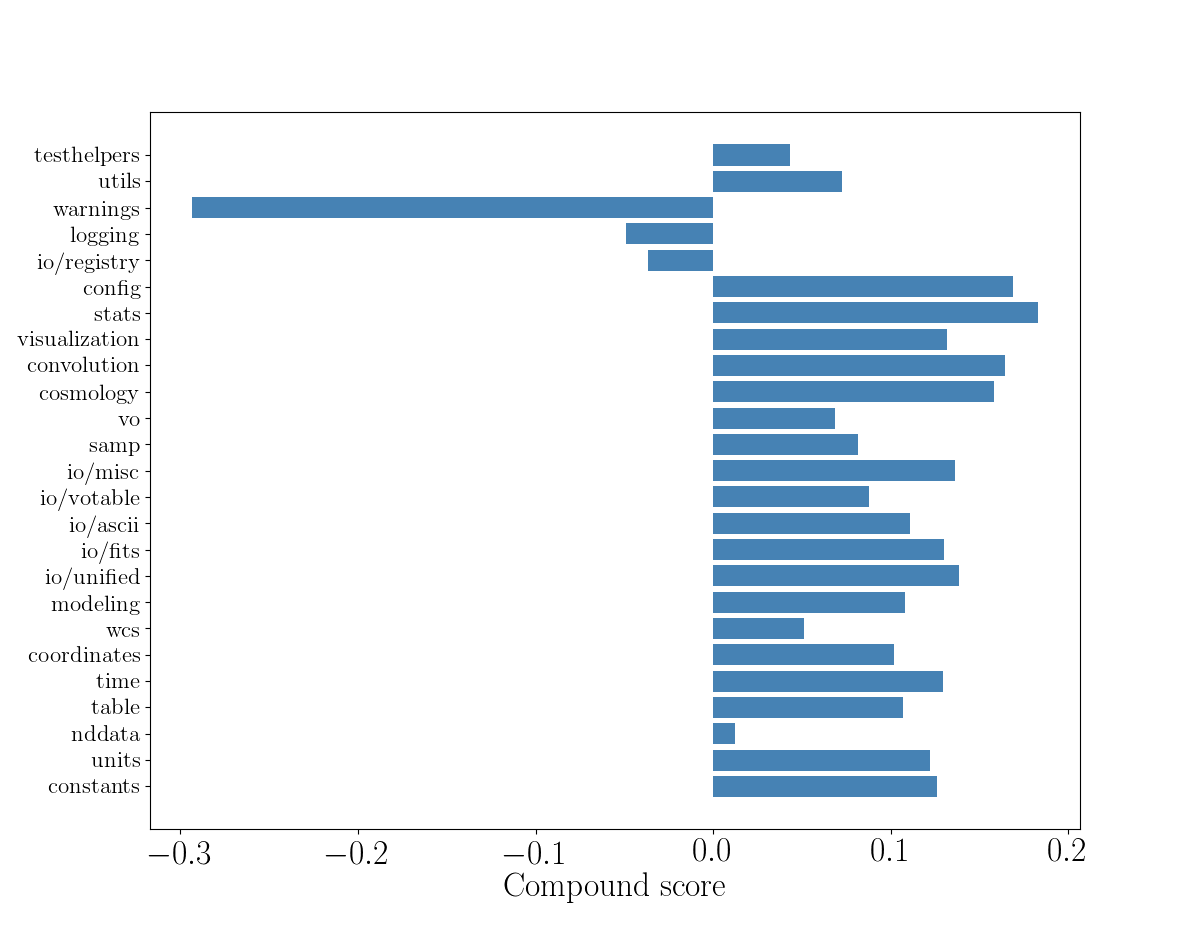 testhelpers
utils
warnings
logging
io/registry
config
stats
visualization
convolution
cosmology
vo
samp
io/misc
io/votable
io/ascii
io/fits
io/unified
modeling
wcs
coordinates
time
table
nddata
units
constants
−0.3 −0.2 −0.1 0.0 0.1 0.2
Compound score